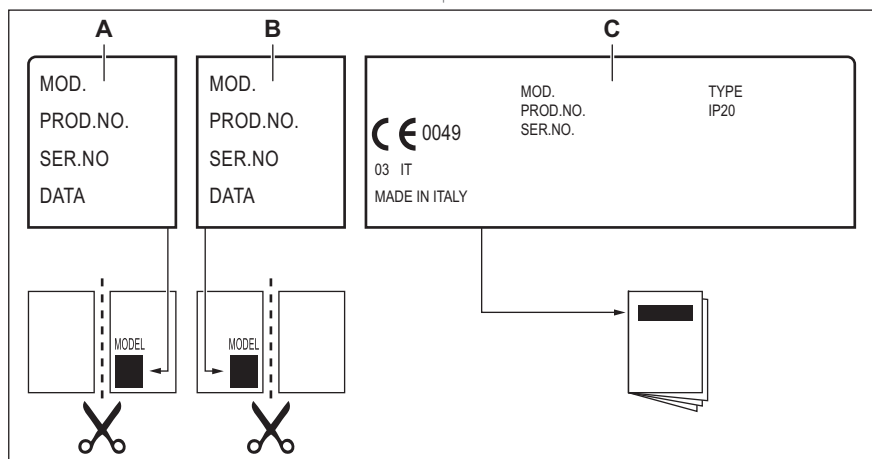 A
B
C
MOD.
PROD.NO.
SER.NO
DATA
MOD.
PROD.NO.
SER.NO
DATA
MOD.
PROD.NO.
SER.NO.
TYPE
IP20
CE 0049
03 IT
MADE IN ITALY
MODEL
MODEL